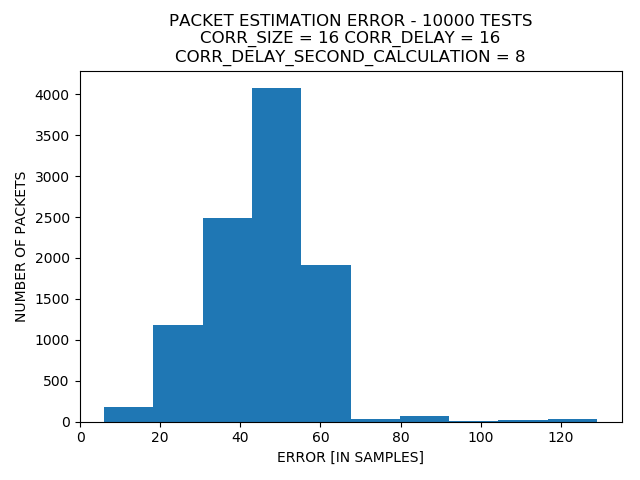 PACKET ESTIMATION ERROR - 10000 TESTS
CORR_SIZE = 16 CORR_DELAY = 16
CORR_DELAY_SECOND_CALCULATION = 8
4000
3500
3000
2500
2000
1500
1000
500
0
NUMBER OF PACKETS
0 20 40 60 80 100 120
ERROR [IN SAMPLES]